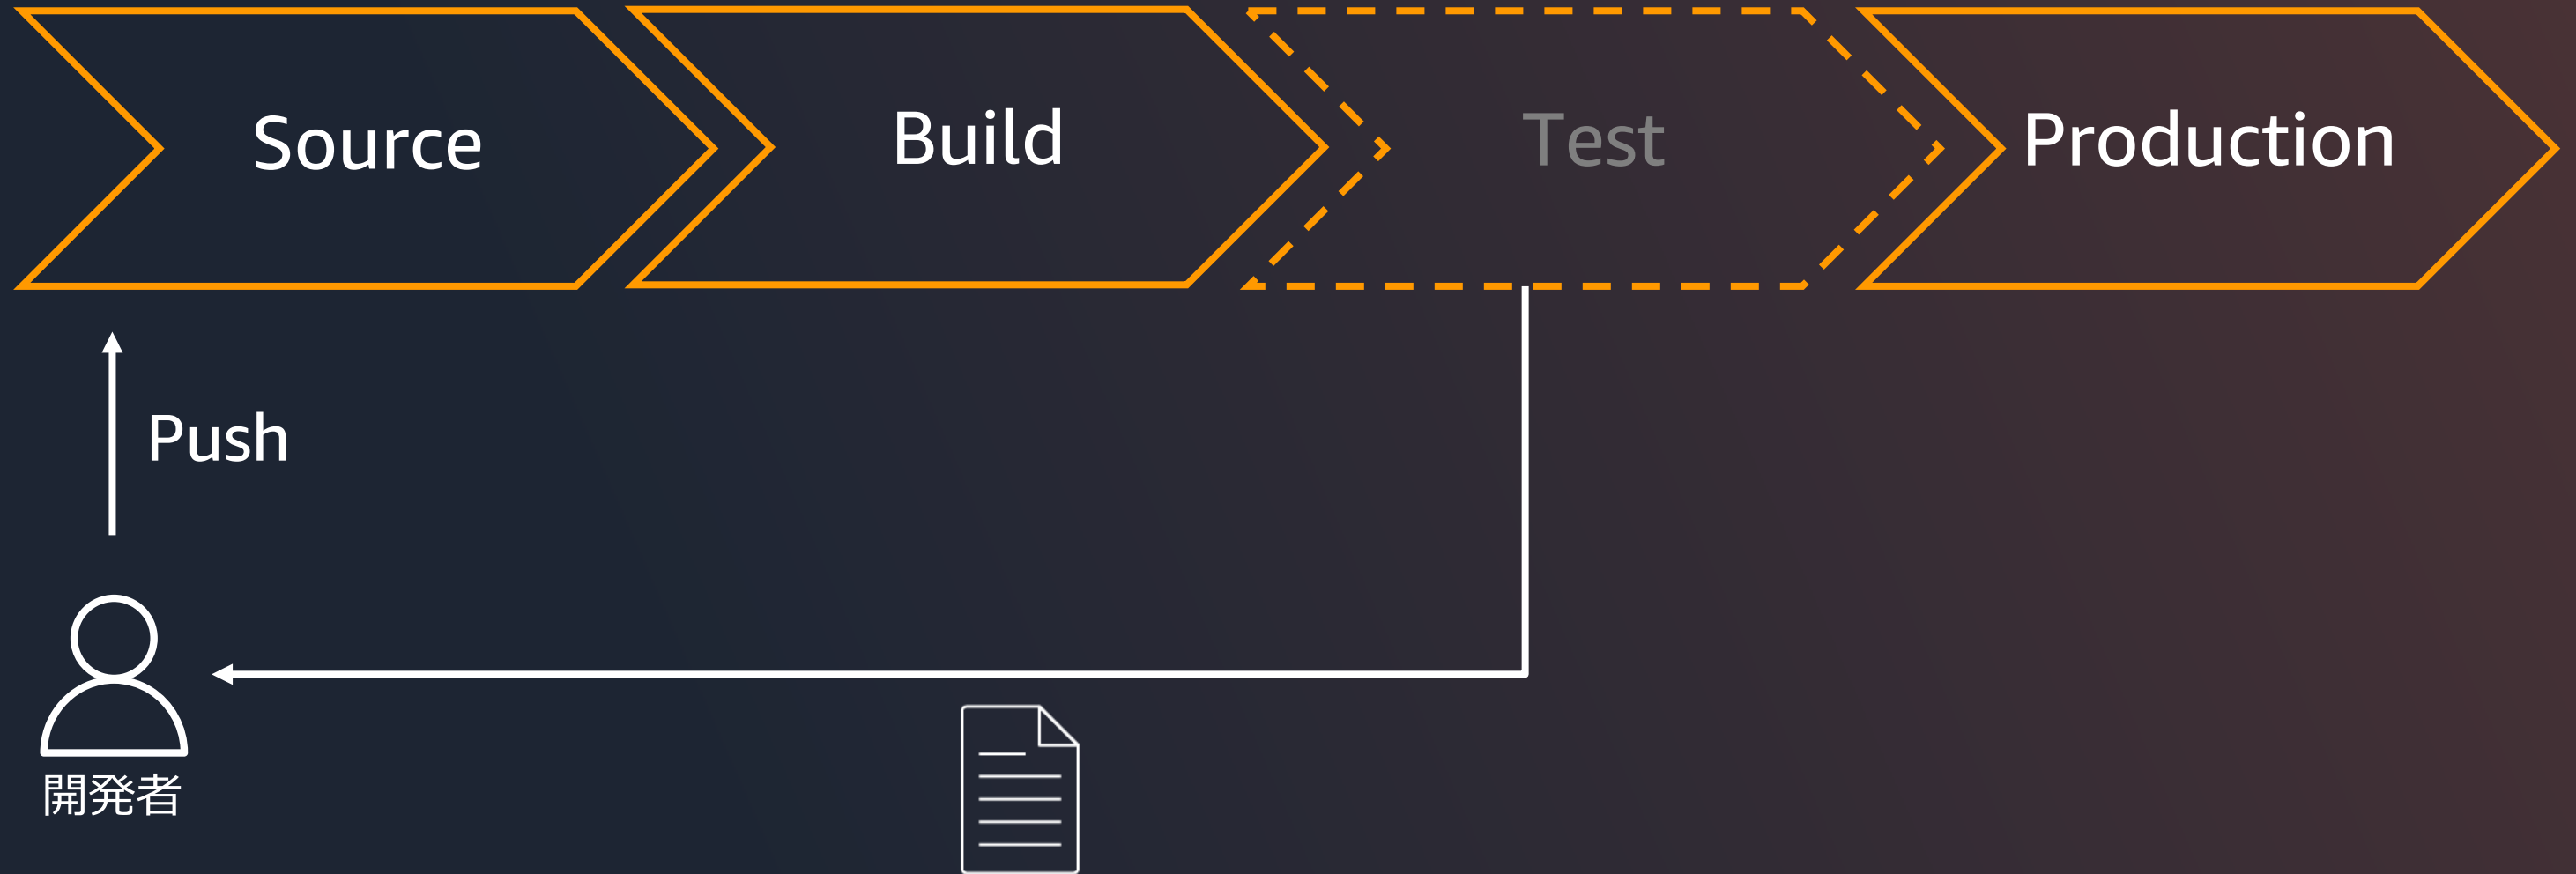 Source
Build
Test
Production
Push
開発者